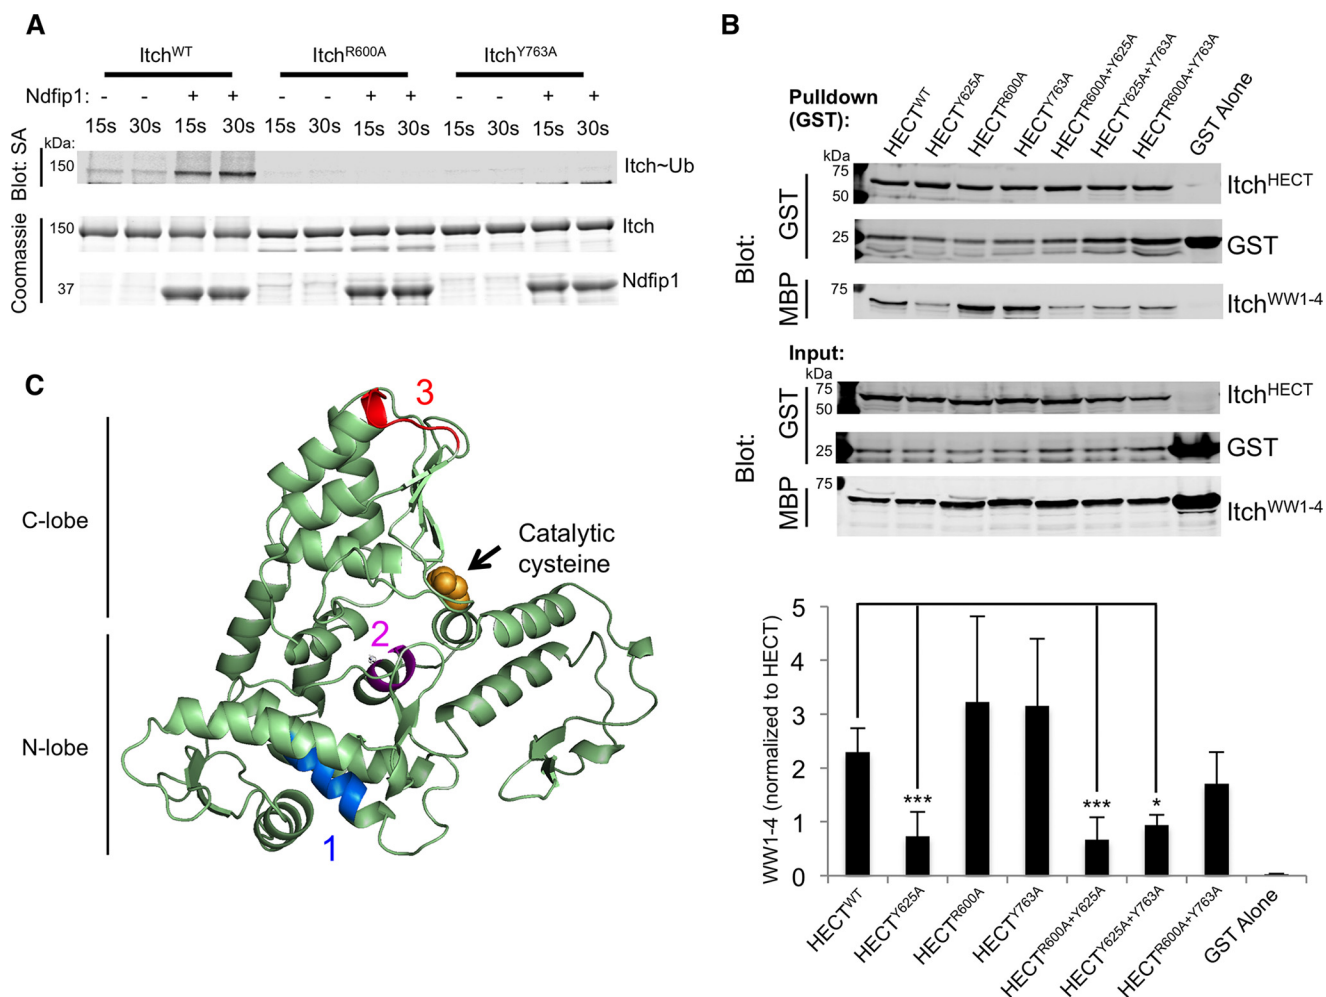 A
Itch^WT Itch^R600A Itch^Y763A
Ndfip1: - - + + - - + + - - + +
15s 30s 15s 30s 15s 30s 15s 30s 15s 30s 15s 30s
kDa:
Blot: SA
150
Itch~Ub
Coomassie
150
Itch
37
Ndfip1
B
Pulldown
(GST):
HECT^WT
HECT^Y625A
HECT^R600A
HECT^Y763A
HECT^R600A+Y625A
HECT^Y625A+Y763A
HECT^R600A+Y763A
GST Alone
kDa
Blot:
GST
75
50
Itch^HECT
25
GST
MBP
75
Itch^WW1-4
Input:
kDa
Blot:
GST
75
50
Itch^HECT
25
GST
MBP
75
Itch^WW1-4
WW1-4 (normalized to HECT)
5
4
3
2
1
0
***
***
*
HECT^WT
HECT^Y625A
HECT^R600A
HECT^Y763A
HECT^R600A+Y625A
HECT^Y625A+Y763A
HECT^R600A+Y763A
GST Alone
C
C-lobe
N-lobe
3
Catalytic
cysteine
2
1